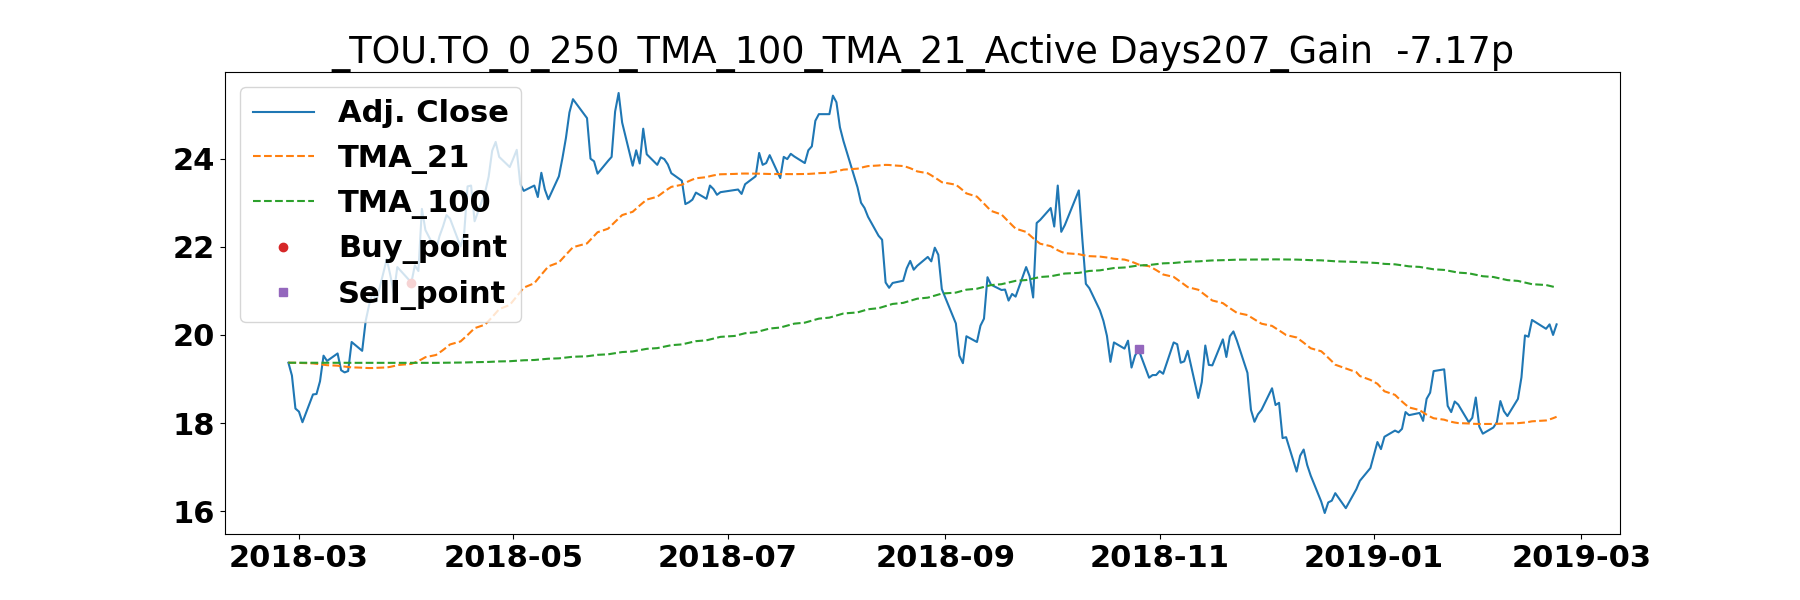 _TOU.TO_0_250_TMA_100_TMA_21_Active Days207_Gain  -7.17p
Adj. Close
TMA_21
TMA_100
Buy_point
Sell_point
24
22
20
18
16
2018-03 2018-05 2018-07 2018-09 2018-11 2019-01 2019-03